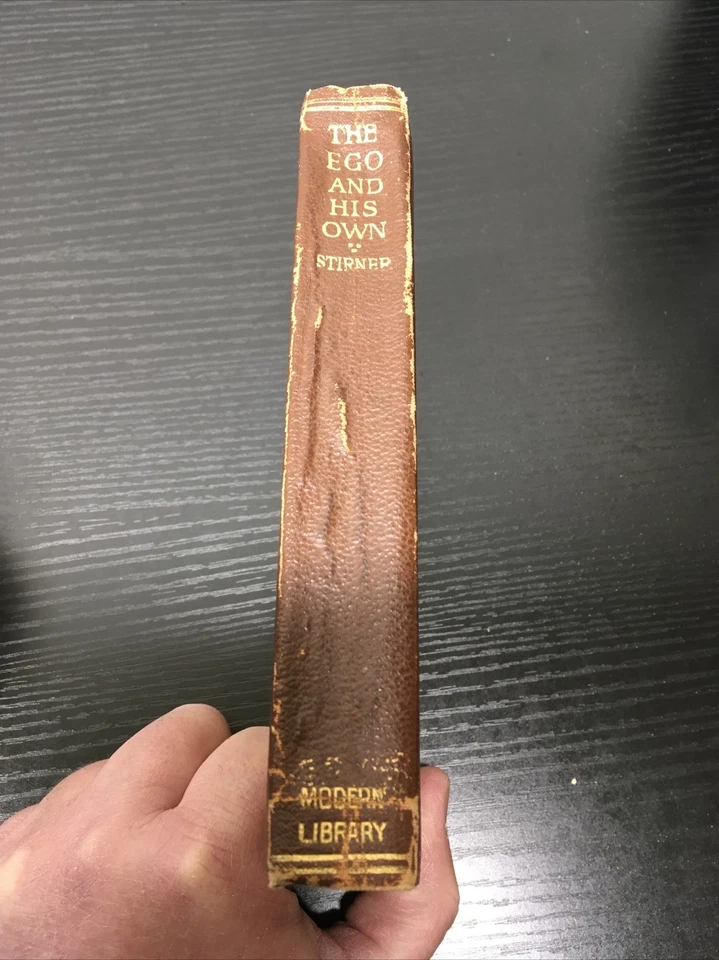 THE
EGO
AND
HIS
OWN
STIRNER
MODERN
LIBRARY